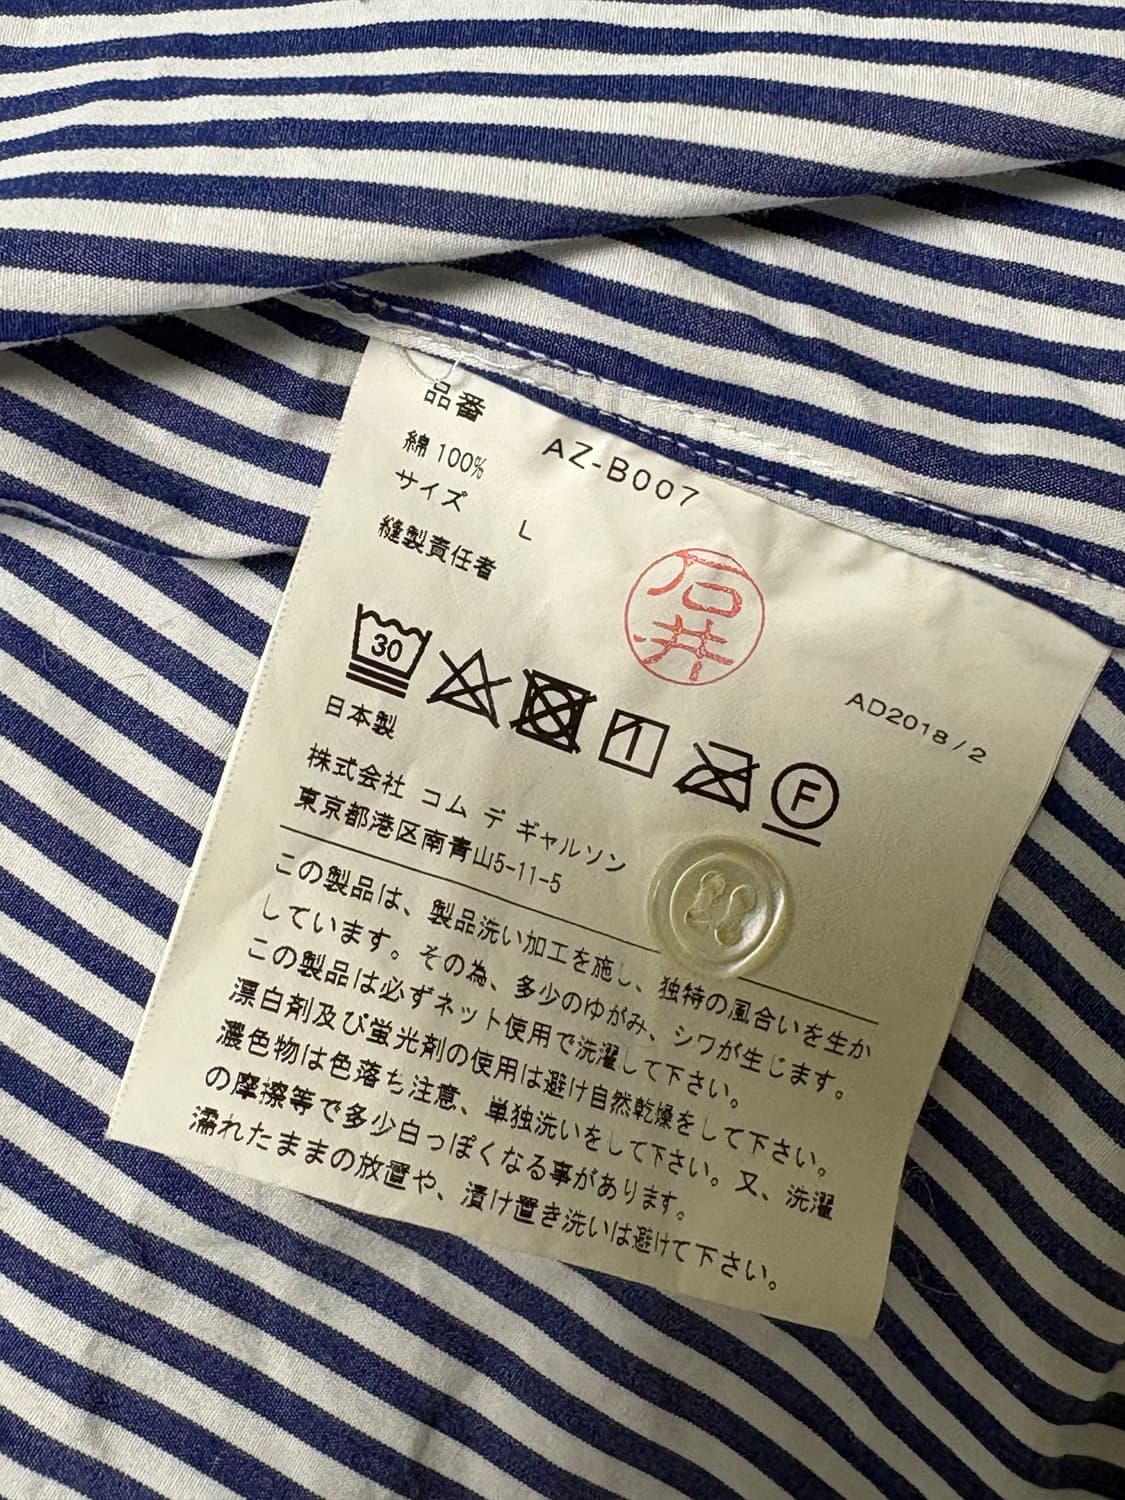 品番 AZ-B007
綿 100%
サイズ L
縫製責任者
石井
30
F
AD2018/2
日本製
株式会社 コム デ ギャルソン
東京都港区南青山5-11-5
この製品は、製品洗い加工を施し、独特の風合いを生か
しています。その為、多少のゆがみ、シワが生じます。
この製品は必ずネット使用で洗濯して下さい。
漂白剤及び蛍光剤の使用は避け自然乾燥をして下さい。
濃色物は色落ち注意、単独洗いをして下さい。又、洗濯
の摩擦等で多少白っぽくなる事があります。
濡れたままの放置や、漬け置き洗いは避けて下さい。